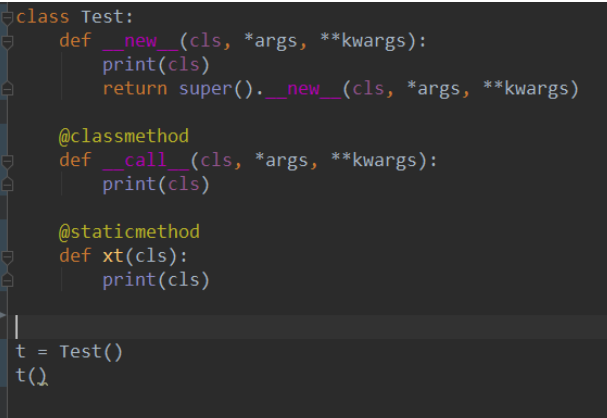 class Test:
    def __new__(cls, *args, **kwargs):
        print(cls)
        return super().__new__(cls, *args, **kwargs)
    @classmethod
    def __call__(cls, *args, **kwargs):
        print(cls)
    @staticmethod
    def xt(cls):
        print(cls)
t = Test()
t()